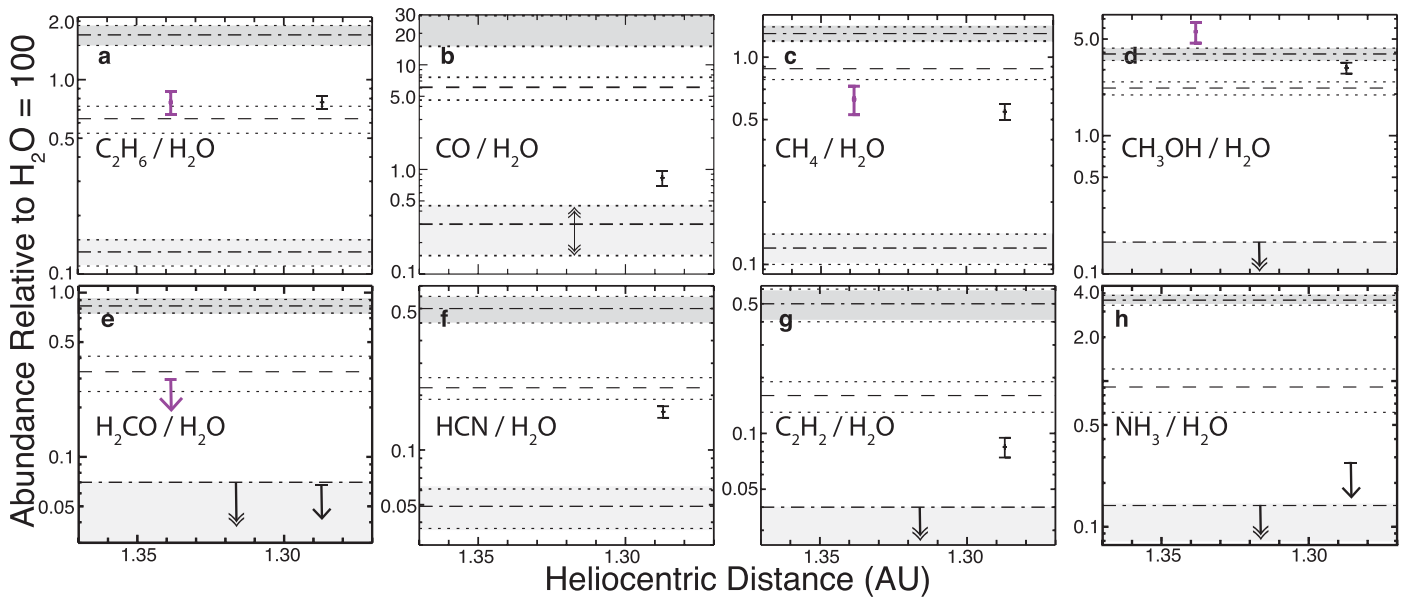 Abundance Relative to H₂O = 100
a
2.0
1.0
0.5
0.1
C₂H₆ / H₂O
b
30
20
10
5.0
1.0
0.5
0.1
CO / H₂O
c
1.0
0.5
0.1
CH₄ / H₂O
d
5.0
1.0
0.5
0.1
CH₃OH / H₂O
e
1.0
0.5
0.1
0.05
H₂CO / H₂O
1.35 1.30
f
0.5
0.1
0.05
HCN / H₂O
1.35 1.30
g
0.5
0.1
0.05
C₂H₂ / H₂O
1.35 1.30
h
4.0
2.0
0.5
0.1
NH₃ / H₂O
1.35 1.30
Heliocentric Distance (AU)